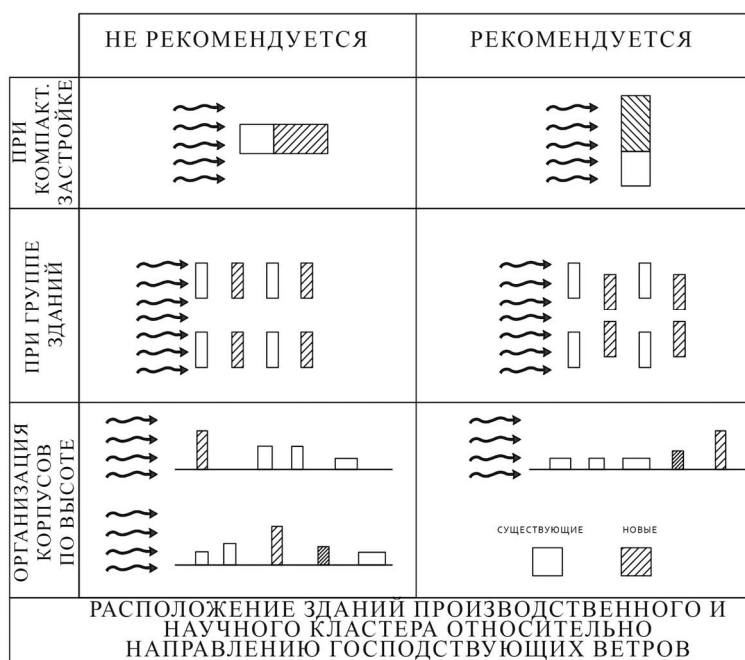 НЕ РЕКОМЕНДУЕТСЯ
РЕКОМЕНДУЕТСЯ
ПРИ
КОМПАКТ.
ЗАСТРОЙКЕ
ПРИ ГРУППЕ
ЗДАНИЙ
ОРГАНИЗАЦИЯ
КОРПУСОВ
ПО ВЫСОТЕ
СУЩЕСТВУЮЩИЕ
НОВЫЕ
РАСПОЛОЖЕНИЕ ЗДАНИЙ ПРОИЗВОДСТВЕННОГО И
НАУЧНОГО КЛАСТЕРА ОТНОСИТЕЛЬНО
НАПРАВЛЕНИЮ ГОСПОДСТВУЮЩИХ ВЕТРОВ